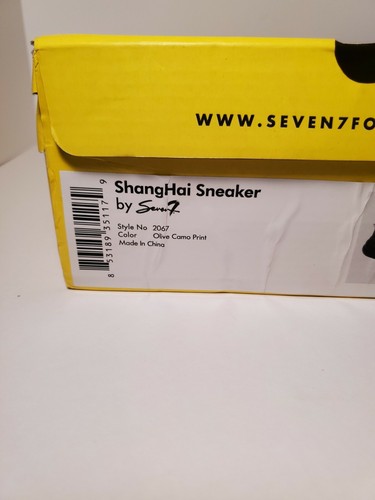 WWW.SEVEN7FO
ShangHai Sneaker
by Seven7
Style No 2067
Color Olive Camo Print
Made In China
8 53189 35117 9